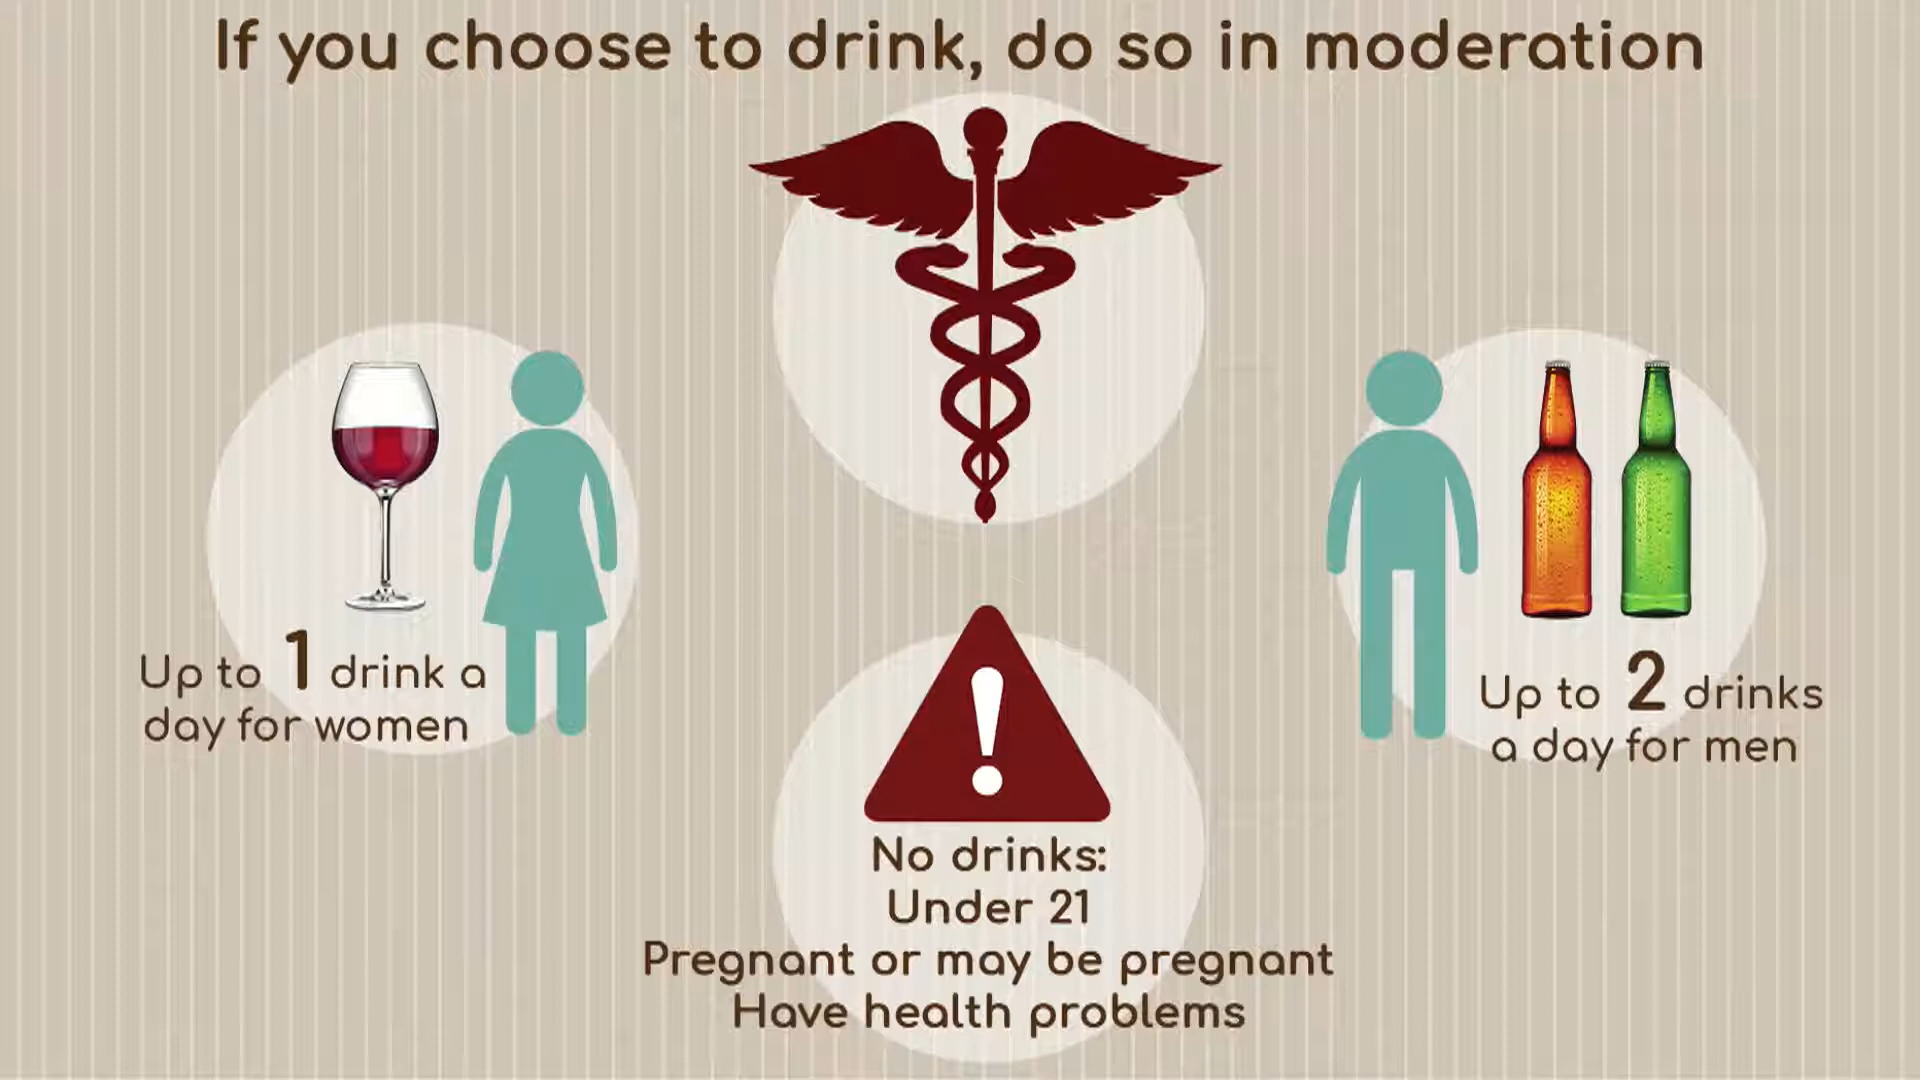 If you choose to drink, do so in moderation
Up to 1 drink a
day for women
Up to 2 drinks
a day for men
No drinks:
Under 21
Pregnant or may be pregnant
Have health problems